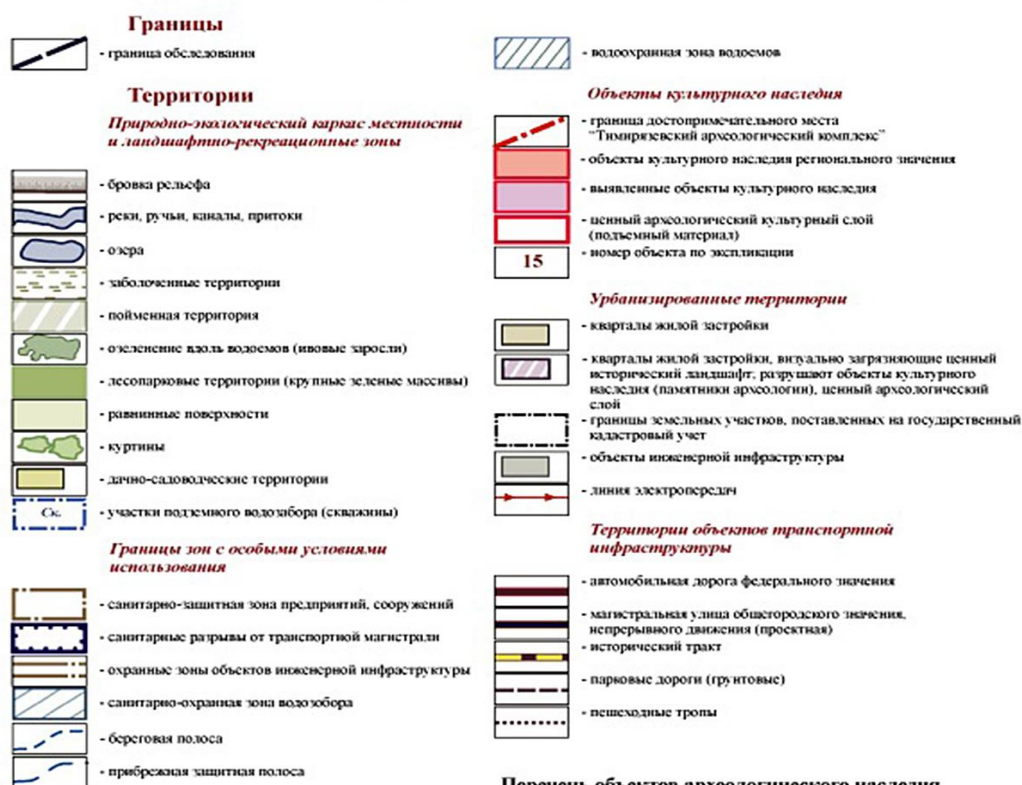 Границы
- граница обследования
Территории
Природно-экологический каркас местности
и ландшафтно-рекреационные зоны
- бровка рельефа
- реки, ручьи, каналы, притоки
- озера
- заболоченные территории
- пойменная территория
- озеленение вдоль водоемов (ивовые заросли)
- лесопарковые территории (крупные зеленые массивы)
- равнинные поверхности
- куртины
- дачно-садоводческие территории
Ск.
- участки подземного водозабора (скважины)
Границы зон с особыми условиями
использования
- санитарно-защитная зона предприятий, сооружений
- санитарные разрывы от транспортной магистрали
- охранные зоны объектов инженерной инфраструктуры
- санитарно-охранная зона водозобора
- береговая полоса
- прибрежная защитная полоса
- водоохранная зона водоемов
Объекты культурного наследия
- граница достопримечательного места
"Тимирязевский археологический комплекс"
- объекты культурного наследия регионального значения
- выявленные объекты культурного наследия
- ценный археологический культурный слой
(подъемный материал)
15
- номер объекта по экспликации
Урбанизированные территории
- кварталы жилой застройки
- кварталы жилой застройки, визуально загрязняющие ценный
исторический ландшафт, разрушают объекты культурного
наследия (памятники археологии), ценный археологический
слой
- границы земельных участков, поставленных на государственный
кадастровый учет
- объекты инженерной инфраструктуры
- линия электропередач
Территории объектов транспортной
инфраструктуры
- автомобильная дорога федерального значения
- магистральная улица общегородского значения,
непрерывного движения (проектная)
- исторический тракт
- парковые дороги (грунтовые)
- пешеходные тропы
Перечень объектов археологического наследия